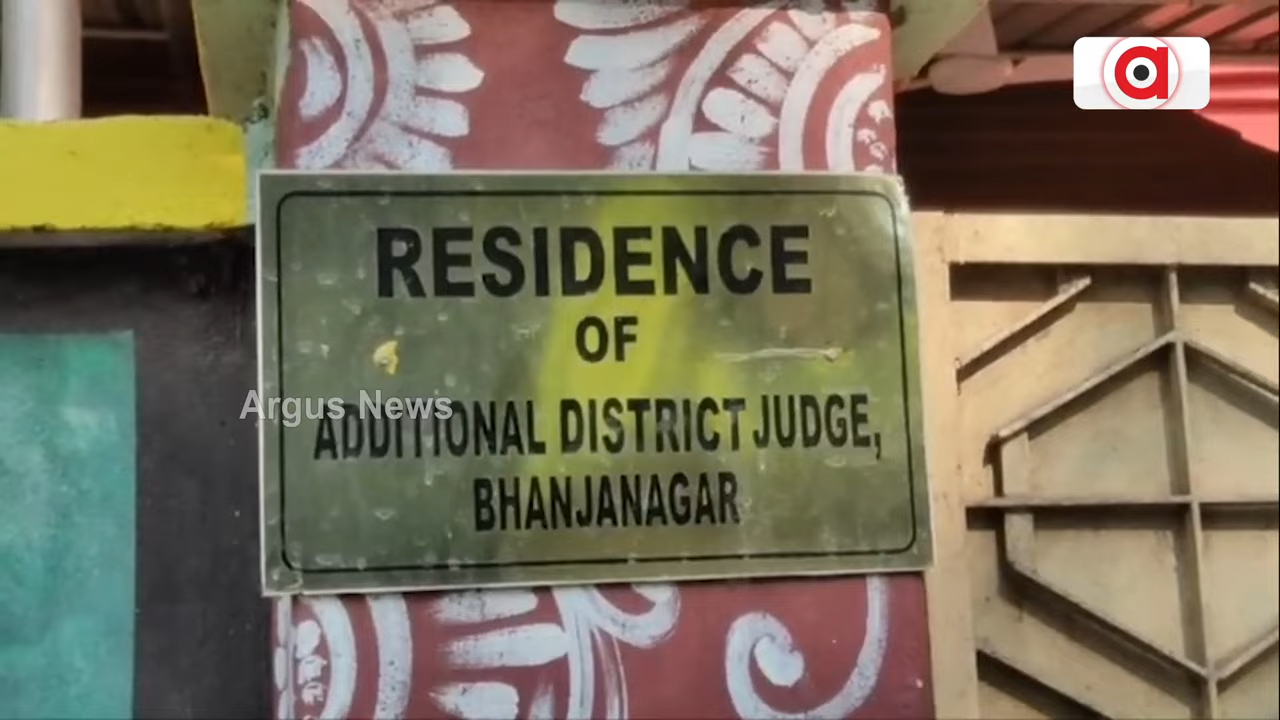 RESIDENCE
OF
Argus News
ADDITIONAL DISTRICT JUDGE,
BHANJANAGAR